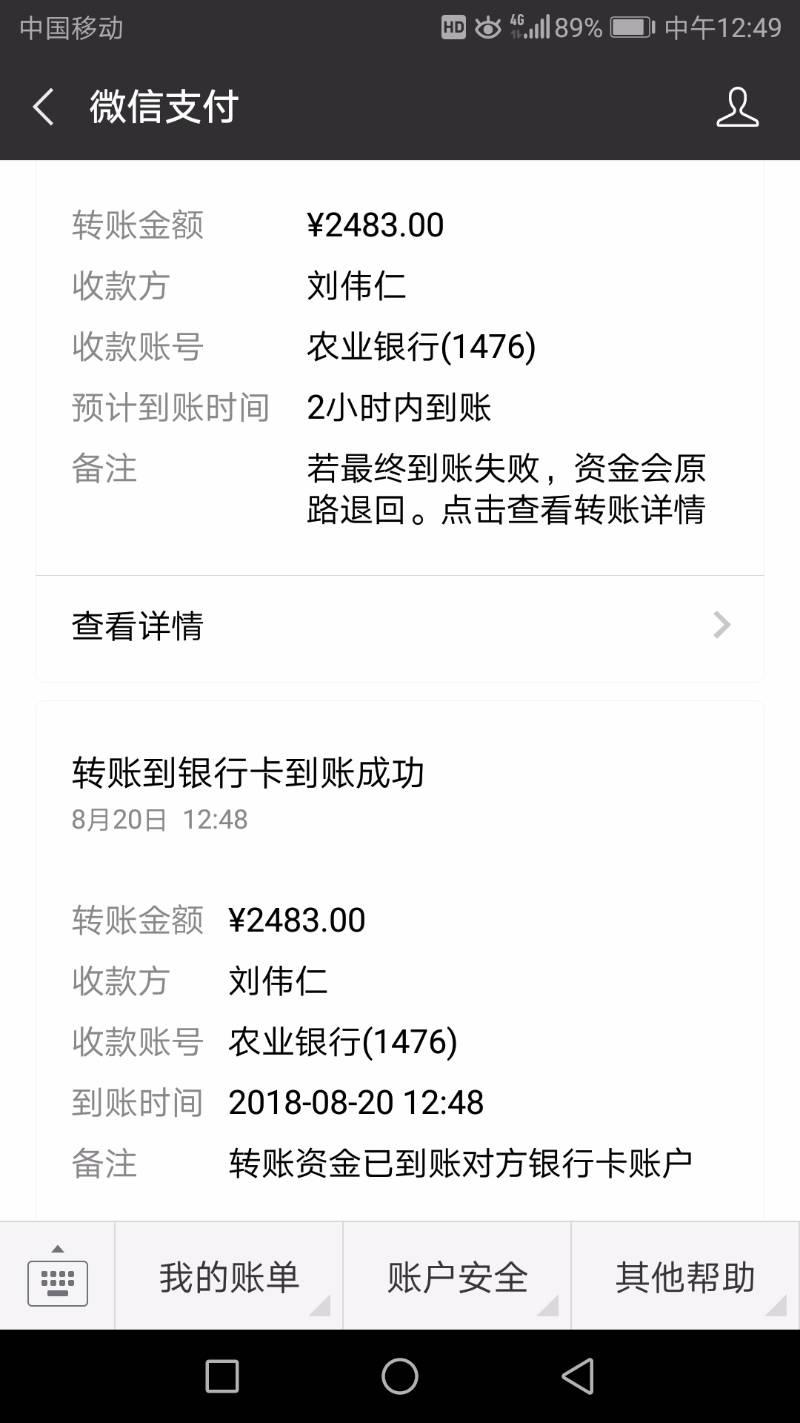 中国移动 HD 4G 89% 中午12:49
微信支付
转账金额 ¥2483.00
收款方 刘伟仁
收款账号 农业银行(1476)
预计到账时间 2小时内到账
备注 若最终到账失败，资金会原
路退回。点击查看转账详情
查看详情
转账到银行卡到账成功
8月20日 12:48
转账金额 ¥2483.00
收款方 刘伟仁
收款账号 农业银行(1476)
到账时间 2018-08-20 12:48
备注 转账资金已到账对方银行卡账户
我的账单 账户安全 其他帮助